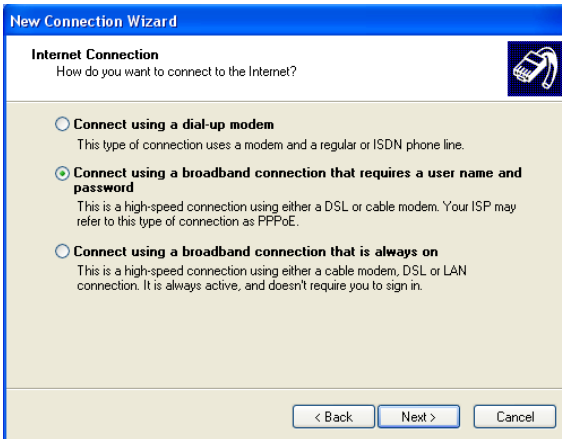 New Connection Wizard
Internet Connection
How do you want to connect to the Internet?
Connect using a dial-up modem
This type of connection uses a modem and a regular or ISDN phone line.
Connect using a broadband connection that requires a user name and
password
This is a high-speed connection using either a DSL or cable modem. Your ISP may
refer to this type of connection as PPPoE.
Connect using a broadband connection that is always on
This is a high-speed connection using either a cable modem, DSL or LAN
connection. It is always active, and doesn't require you to sign in.
< Back Next > Cancel